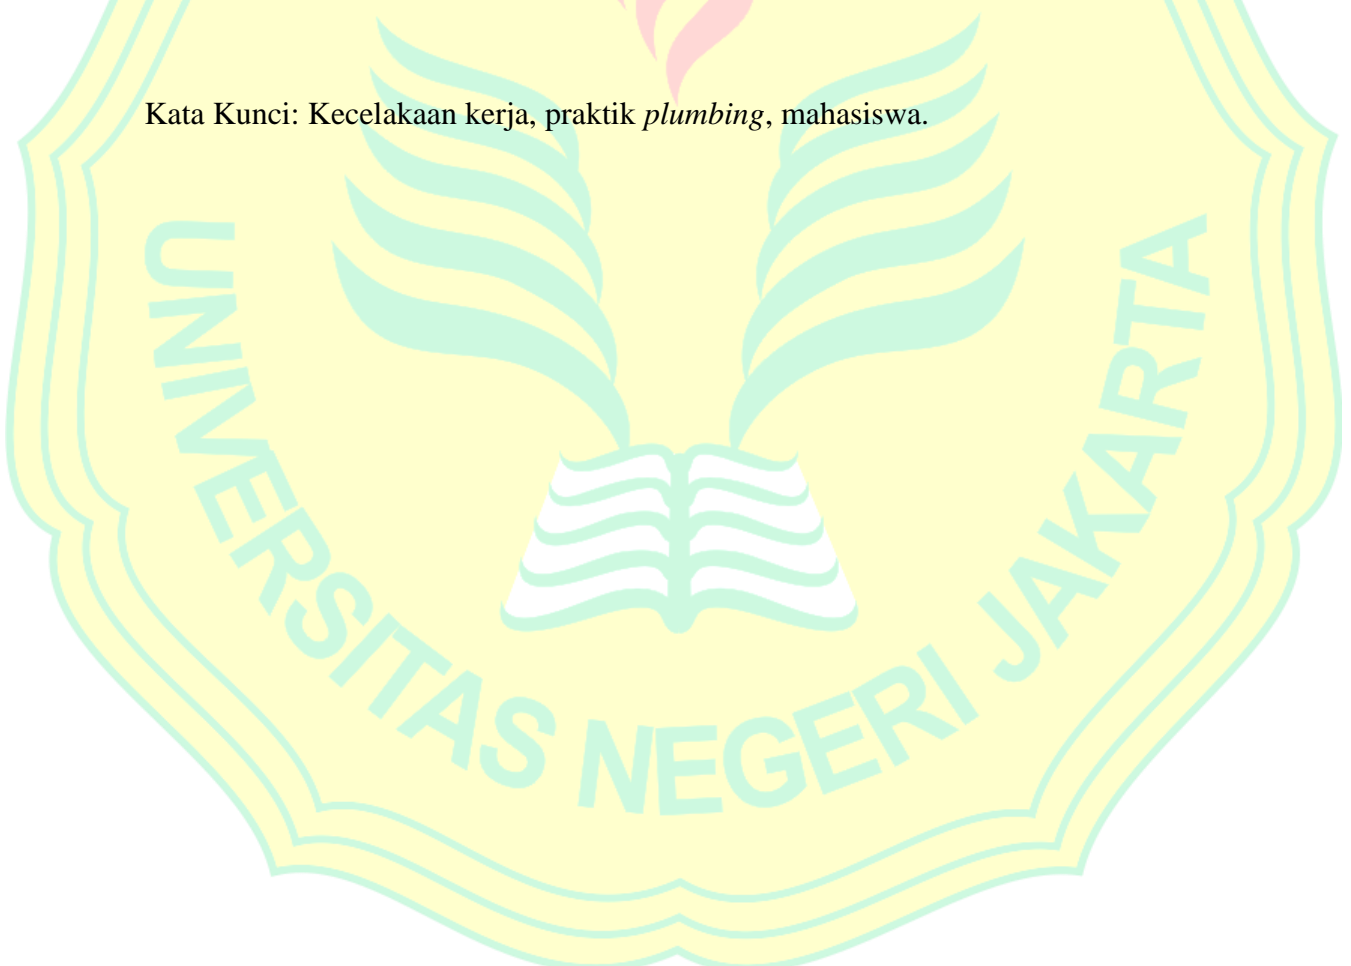 Kata Kunci: Kecelakaan kerja, praktik plumbing, mahasiswa.
UNIVERSITAS NEGERI JAKARTA